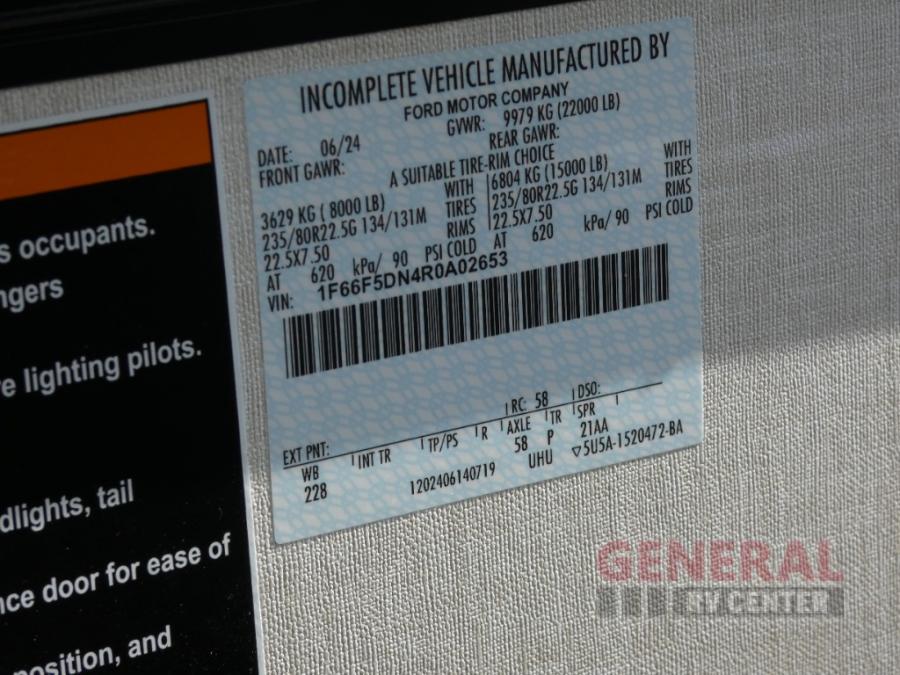 INCOMPLETE VEHICLE MANUFACTURED BY
FORD MOTOR COMPANY
DATE: 06/24 GVWR: 9979 KG (22000 LB)
FRONT GAWR: REAR GAWR:
A SUITABLE TIRE-RIM CHOICE
3629 KG ( 8000 LB) WITH 6804 KG (15000 LB) WITH
235/80R22.5G 134/131M TIRES 235/80R22.5G 134/131M TIRES
22.5X7.50 RIMS 22.5X7.50 RIMS
AT 620 kPa/ 90 PSI COLD AT 620 kPa/ 90 PSI COLD
VIN: 1F66F5DN4R0A02653
EXT PNT: RC: 58 DSO:
WB INT TR TP/PS R AXLE TR SPR
228 58 P 21AA
1202406140719 UHU ▽5U5A-1520472-BA
s occupants.
ngers
e lighting pilots.
dlights, tail
nce door for ease of
position, and
GENERAL
RV CENTER